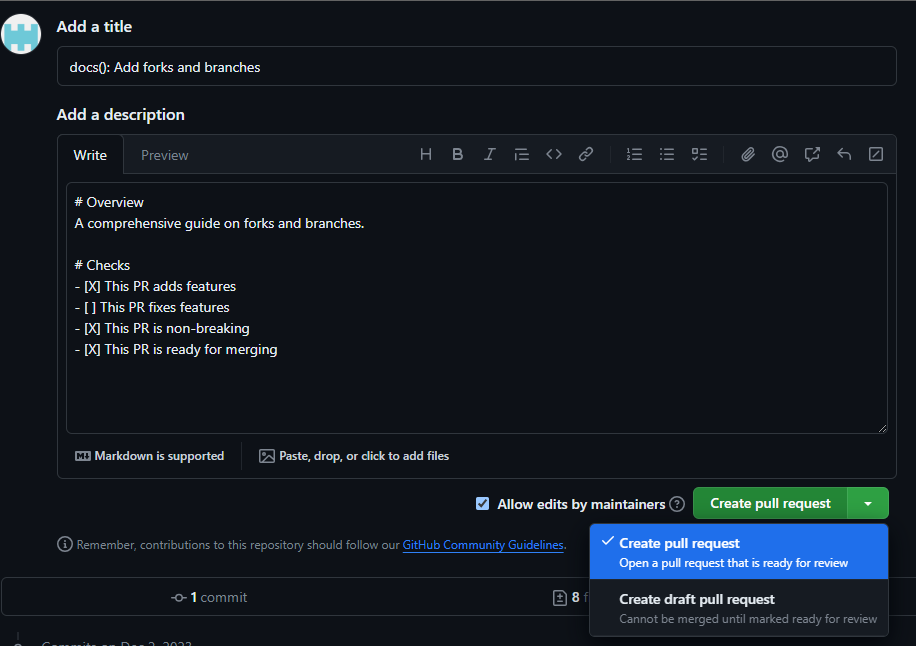 Add a title
docs(): Add forks and branches
Add a description
Write Preview
# Overview
A comprehensive guide on forks and branches.
# Checks
- [X] This PR adds features
- [ ] This PR fixes features
- [X] This PR is non-breaking
- [X] This PR is ready for merging
Markdown is supported Paste, drop, or click to add files
Allow edits by maintainers Create pull request
Create pull request
Remember, contributions to this repository should follow our GitHub Community Guidelines.
Open a pull request that is ready for review
1 commit 8 f
Create draft pull request
Cannot be merged until marked ready for review
Commits on Dec